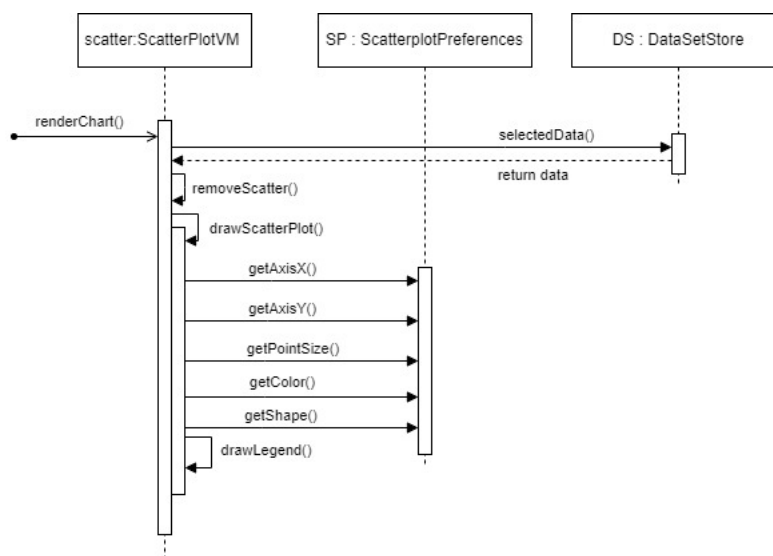 scatter:ScatterPlotVM
SP : ScatterplotPreferences
DS : DataSetStore
renderChart()
selectedData()
return data
removeScatter()
drawScatterPlot()
getAxisX()
getAxisY()
getPointSize()
getColor()
getShape()
drawLegend()